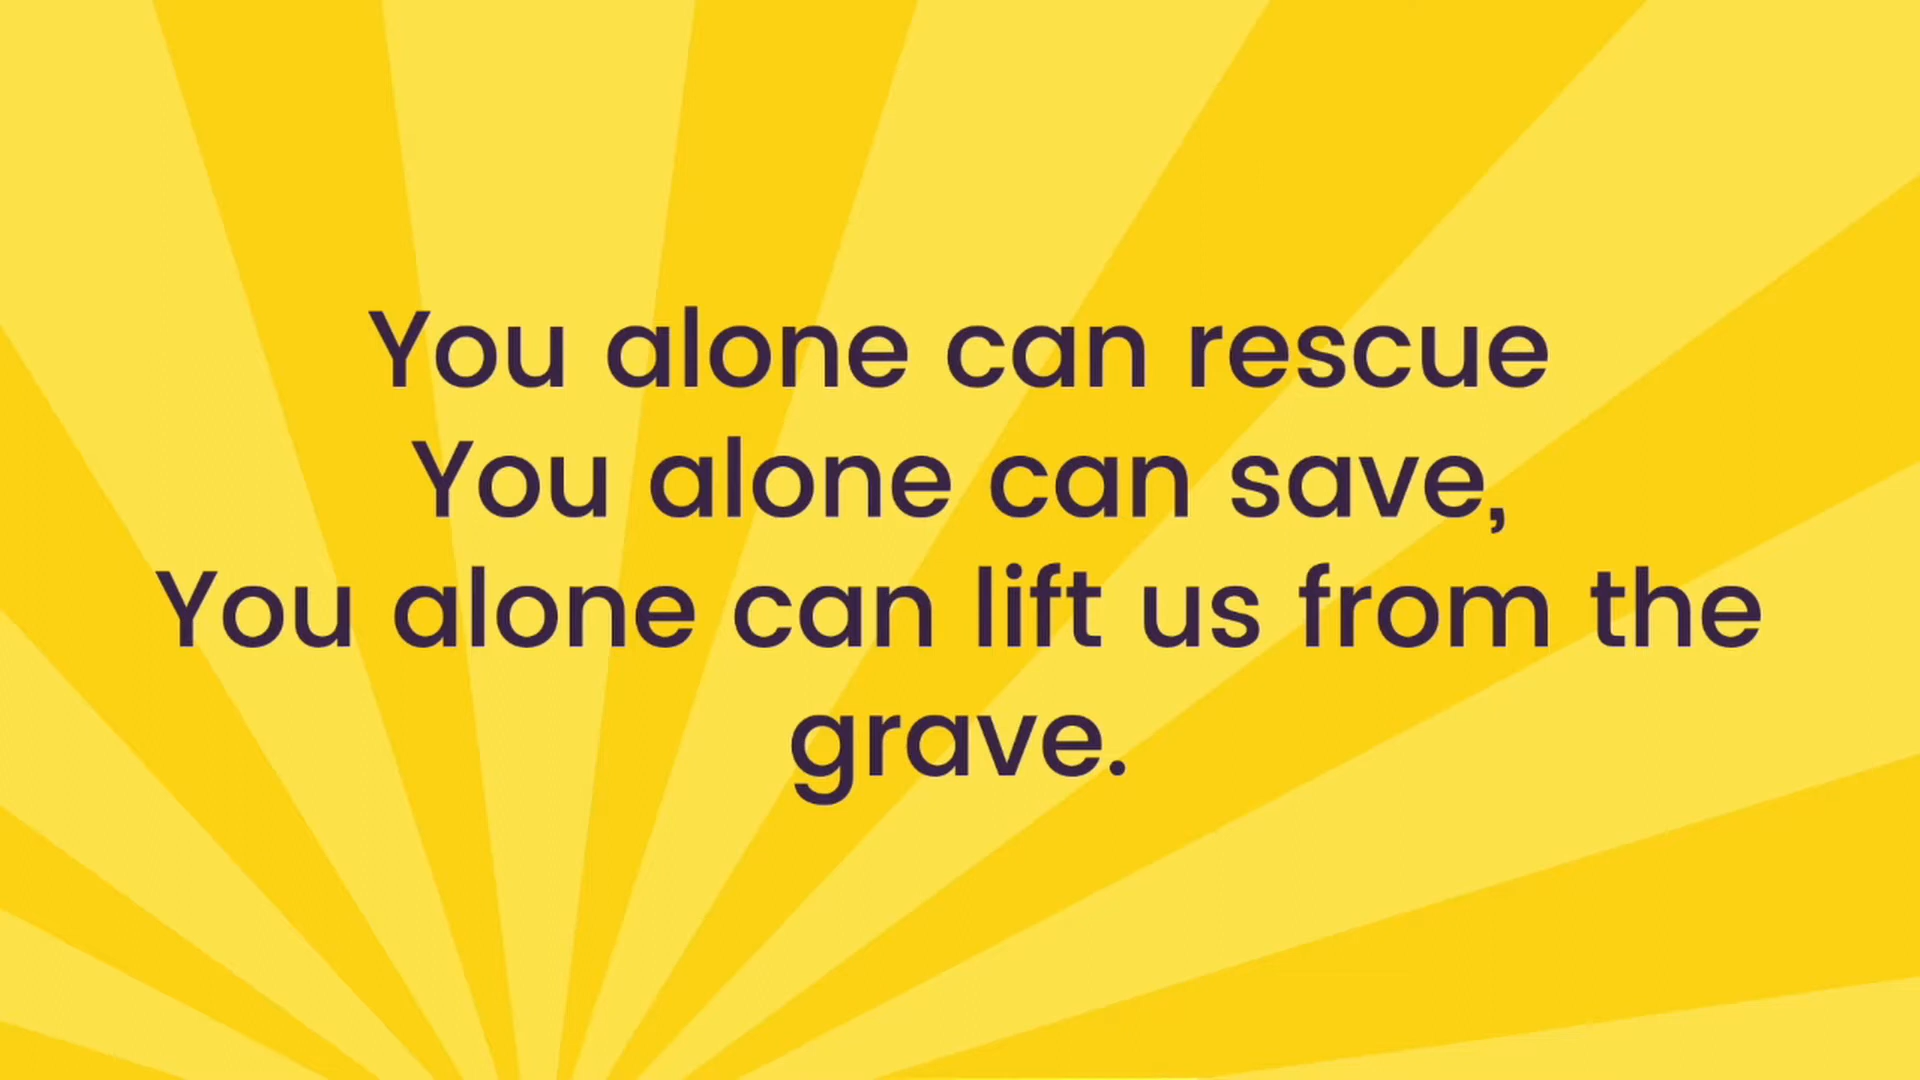 You alone can rescue
You alone can save,
You alone can lift us from the
grave.